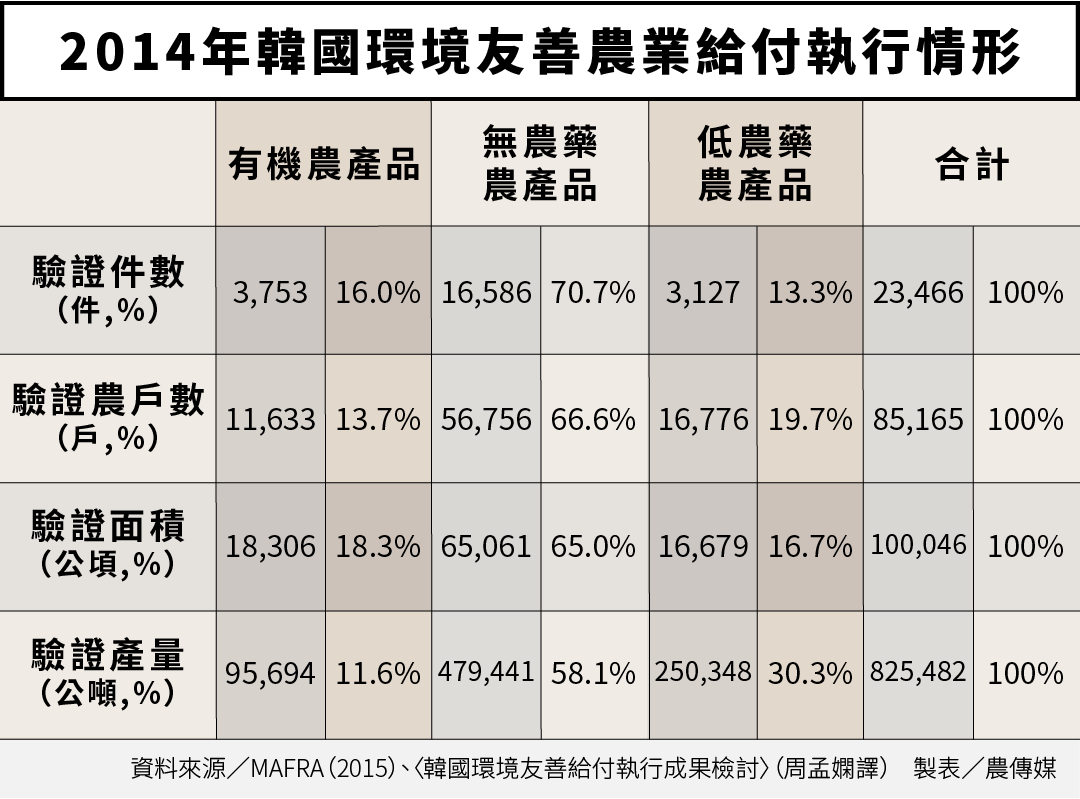 2014年韓國環境友善農業給付執行情形
有機農產品
無農藥
農產品
低農藥
農產品
合計
驗證件數
（件,%）
3,753 16.0% 16,586 70.7% 3,127 13.3% 23,466 100%
驗證農戶數
（戶,%）
11,633 13.7% 56,756 66.6% 16,776 19.7% 85,165 100%
驗證面積
（公頃,%）
18,306 18.3% 65,061 65.0% 16,679 16.7% 100,046 100%
驗證產量
（公噸,%）
95,694 11.6% 479,441 58.1% 250,348 30.3% 825,482 100%
資料來源／MAFRA（2015）、〈韓國環境友善給付執行成果檢討〉（周孟嫻譯） 製表／農傳媒